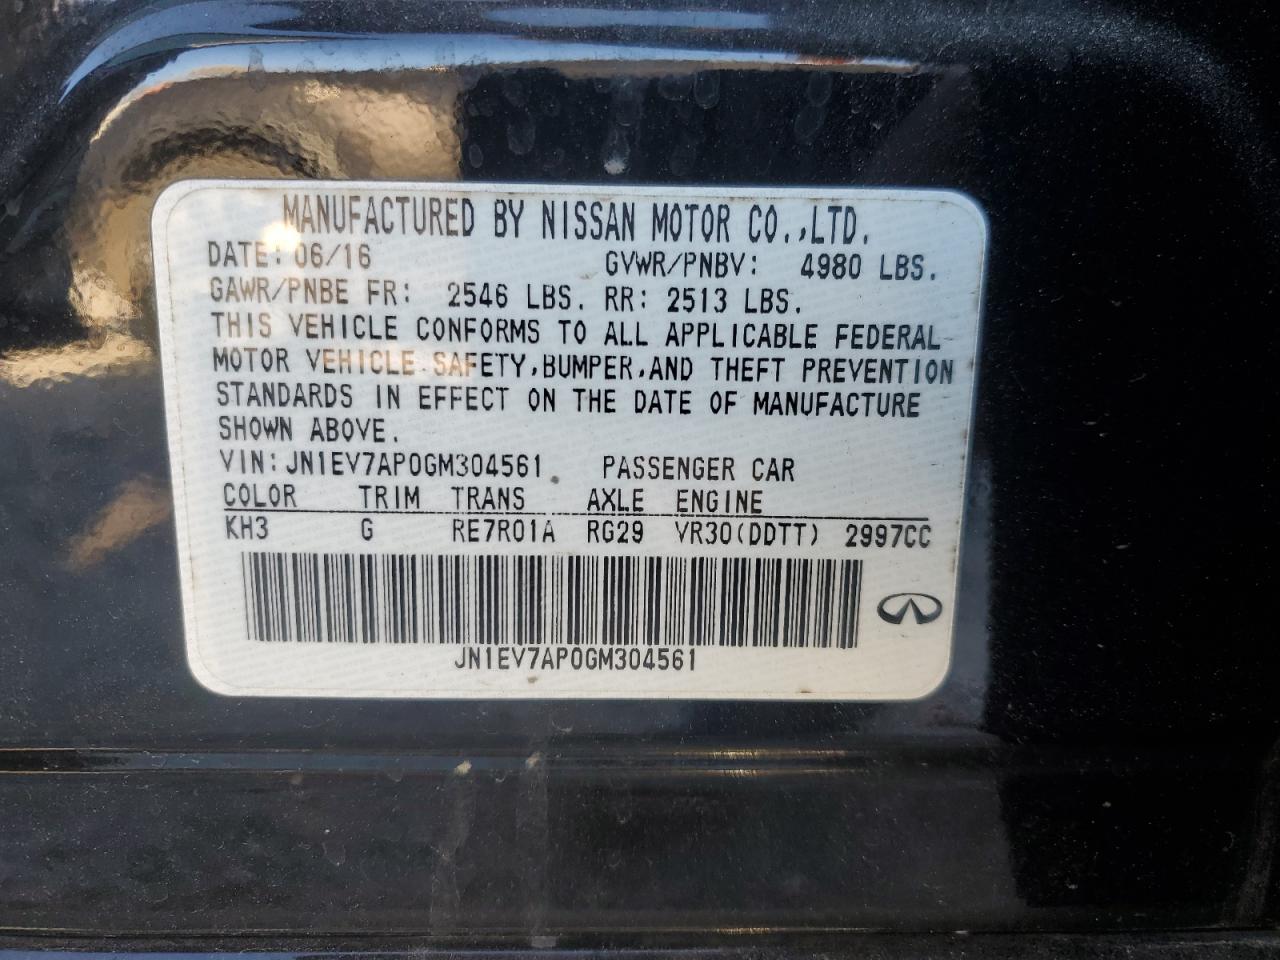 MANUFACTURED BY NISSAN MOTOR CO.,LTD.
DATE: 06/16 GVWR/PNBV: 4980 LBS.
GAWR/PNBE FR: 2546 LBS. RR: 2513 LBS.
THIS VEHICLE CONFORMS TO ALL APPLICABLE FEDERAL
MOTOR VEHICLE SAFETY,BUMPER,AND THEFT PREVENTION
STANDARDS IN EFFECT ON THE DATE OF MANUFACTURE
SHOWN ABOVE.
VIN:JN1EV7AP0GM304561 PASSENGER CAR
COLOR TRIM TRANS AXLE ENGINE
KH3 G RE7R01A RG29 VR30(DDTT) 2997CC
JN1EV7AP0GM304561